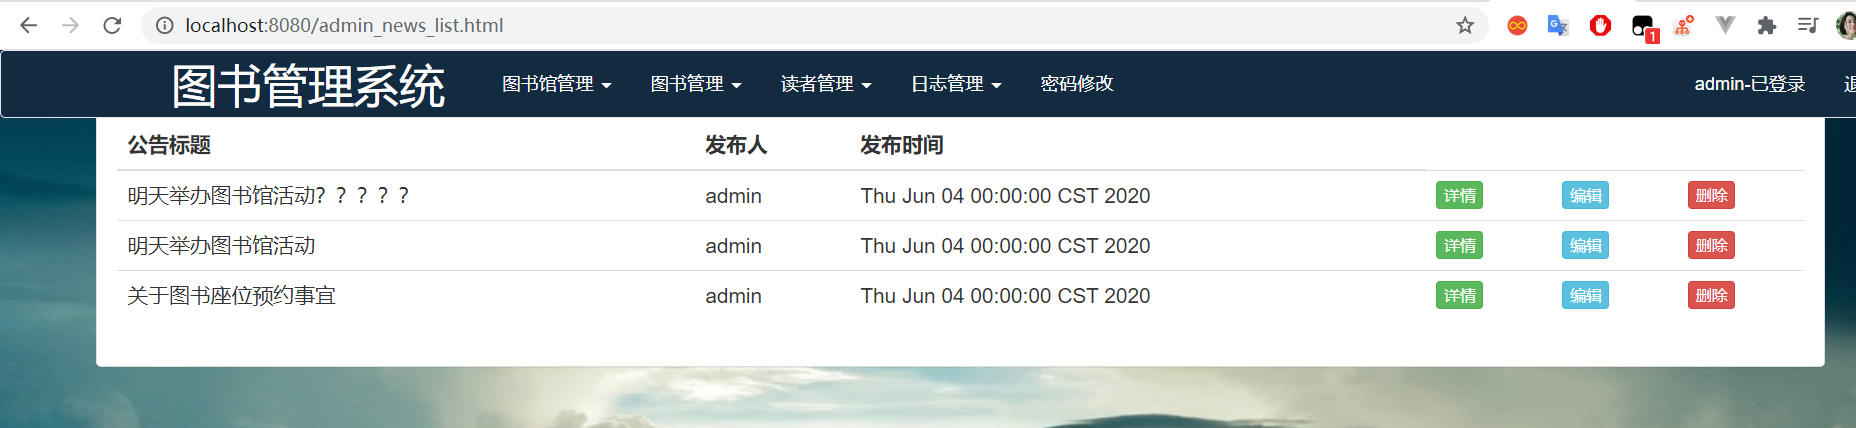 localhost:8080/admin_news_list.html
1
图书管理系统 图书馆管理 图书管理 读者管理 日志管理 密码修改 admin-已登录
公告标题 发布人 发布时间
明天举办图书馆活动？？？？？ admin Thu Jun 04 00:00:00 CST 2020 详情 编辑 删除
明天举办图书馆活动 admin Thu Jun 04 00:00:00 CST 2020 详情 编辑 删除
关于图书座位预约事宜 admin Thu Jun 04 00:00:00 CST 2020 详情 编辑 删除